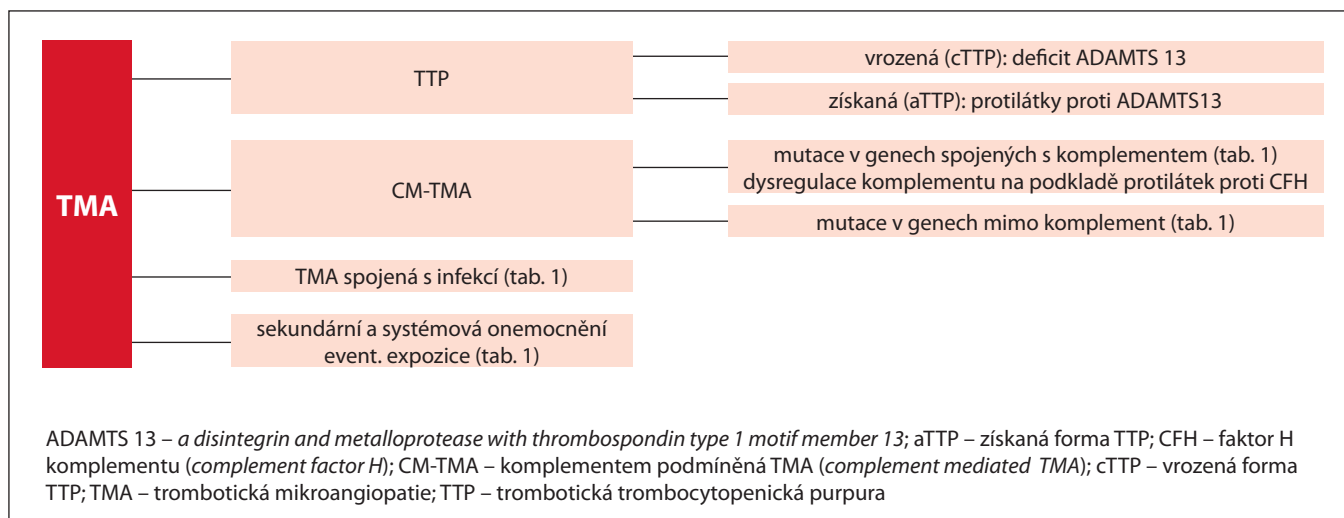 TMA
TTP
vrozená (cTTP): deficit ADAMTS 13
získaná (aTTP): protilátky proti ADAMTS13
CM-TMA
mutace v genech spojených s komplementem (tab. 1)
dysregulace komplementu na podkladě protilátek proti CFH
mutace v genech mimo komplement (tab. 1)
TMA spojená s infekcí (tab. 1)
sekundární a systémová onemocnění
event. expozice (tab. 1)
ADAMTS 13 – a disintegrin and metalloprotease with thrombospondin type 1 motif member 13; aTTP – získaná forma TTP; CFH – faktor H
komplementu (complement factor H); CM-TMA – komplementem podmíněná TMA (complement mediated TMA); cTTP – vrozená forma
TTP; TMA – trombotická mikroangiopatie; TTP – trombotická trombocytopenická purpura